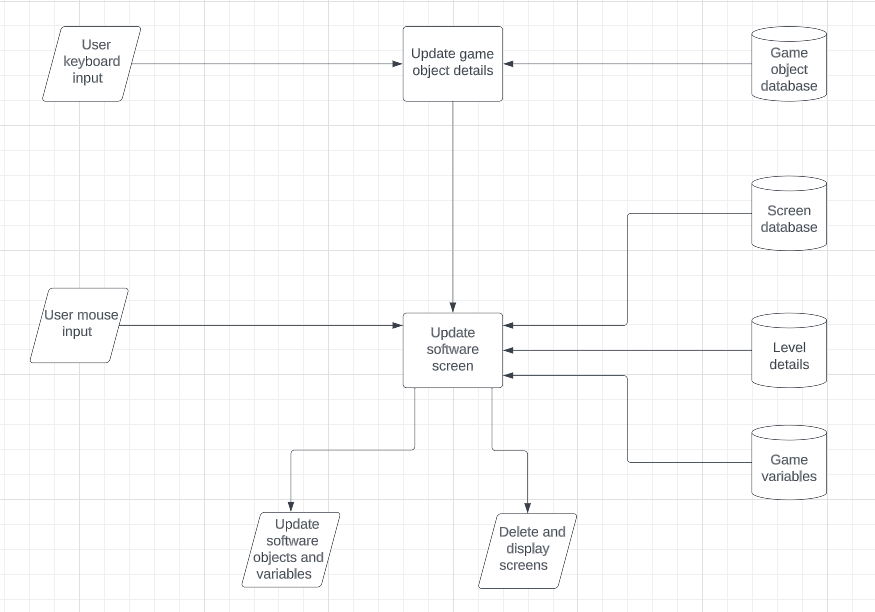 User
keyboard
input
Update game
object details
Game
object
database
Screen
database
User mouse
input
Update
software
screen
Level
details
Game
variables
Update
software
objects and
variables
Delete and
display
screens